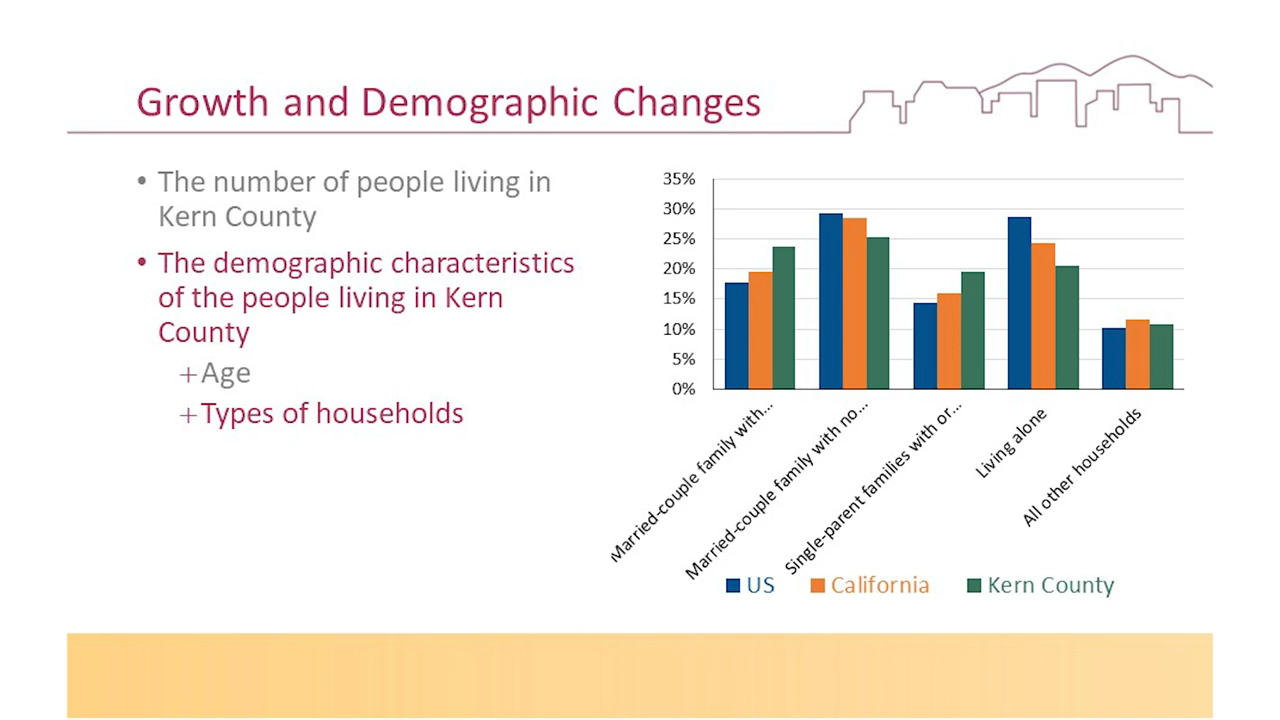 Growth and Demographic Changes
• The number of people living in
Kern County
• The demographic characteristics
of the people living in Kern
County
+Age
+Types of households
35%
30%
25%
20%
15%
10%
5%
0%
Married-couple family with...
Married-couple family with no...
Single-parent families with or...
Living alone
All other households
US
California
Kern County